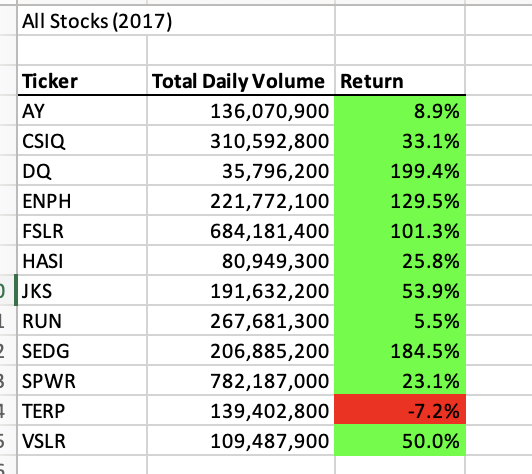 All Stocks (2017)
Ticker Total Daily Volume Return
AY 136,070,900 8.9%
CSIQ 310,592,800 33.1%
DQ 35,796,200 199.4%
ENPH 221,772,100 129.5%
FSLR 684,181,400 101.3%
HASI 80,949,300 25.8%
JKS 191,632,200 53.9%
RUN 267,681,300 5.5%
SEDG 206,885,200 184.5%
SPWR 782,187,000 23.1%
TERP 139,402,800 -7.2%
VSLR 109,487,900 50.0%